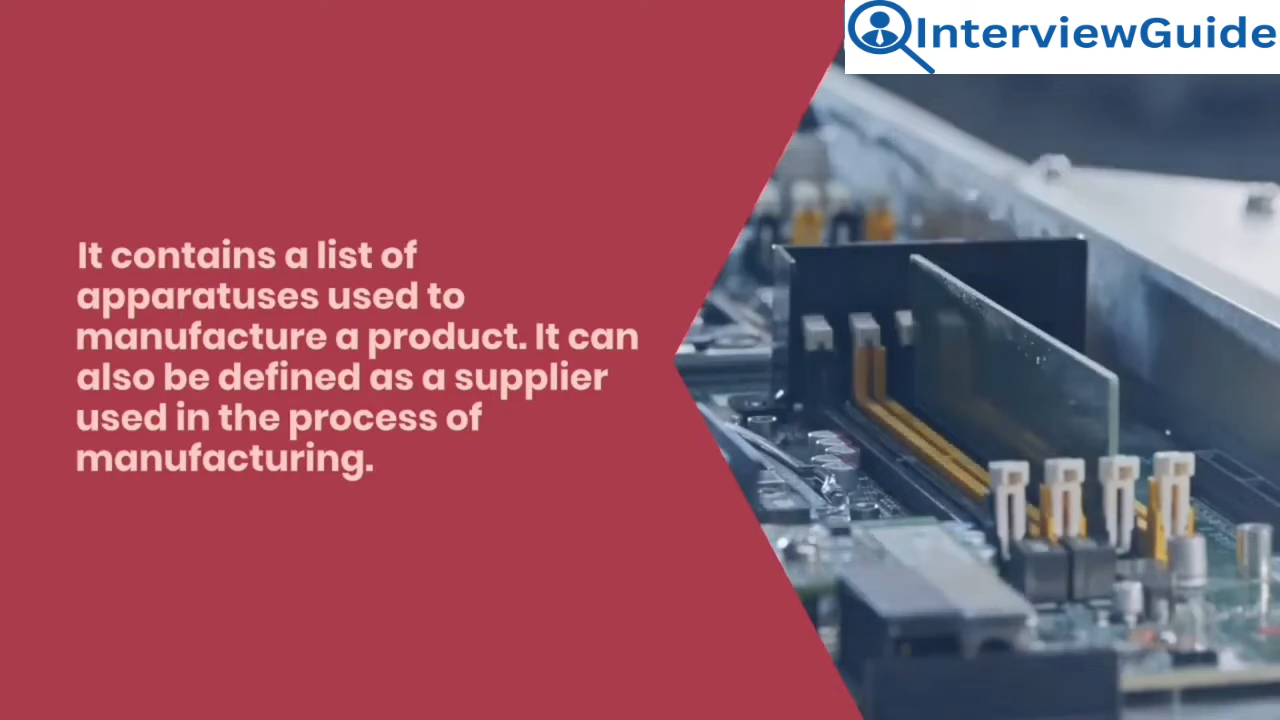 InterviewGuide
It contains a list of
apparatuses used to
manufacture a product. It can
also be defined as a supplier
used in the process of
manufacturing.